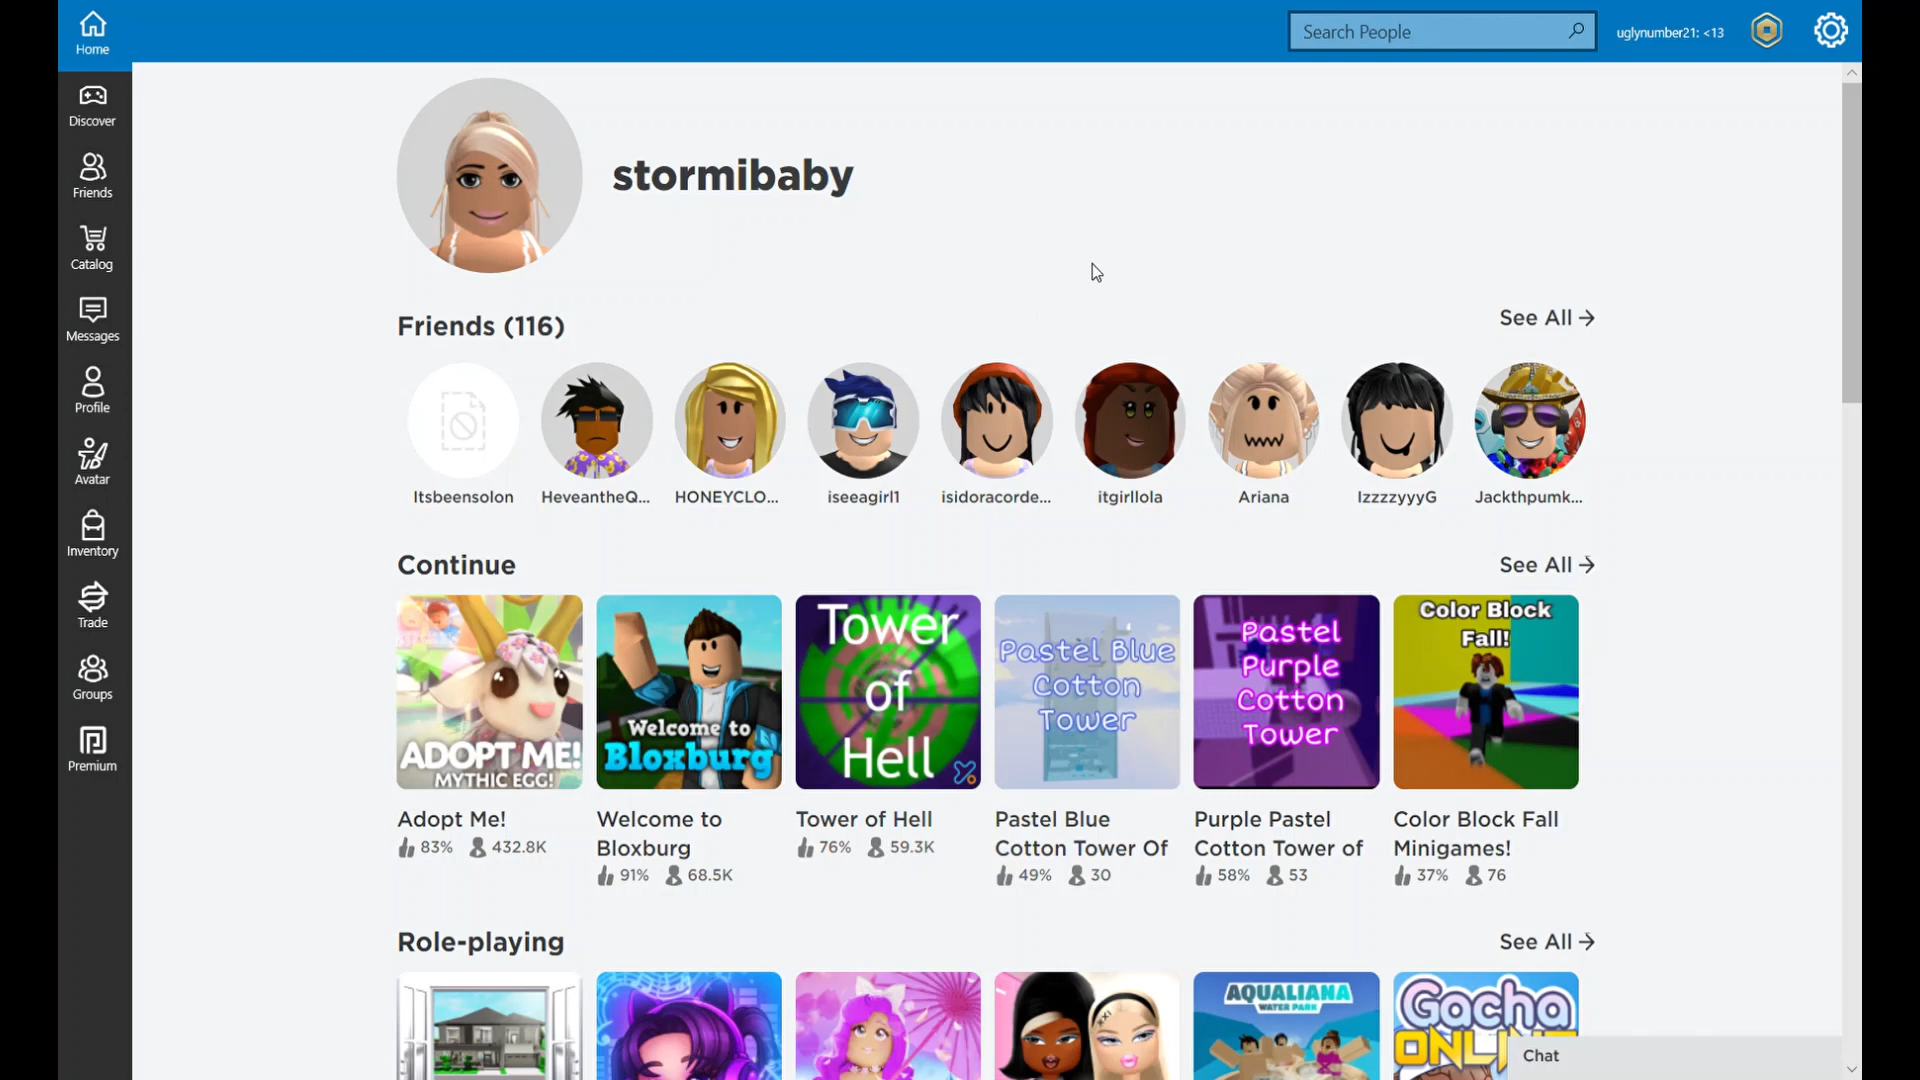 Home
Search People
uglynumber21: <13
Discover
Friends
Catalog
Messages
Profile
Avatar
Inventory
Trade
Groups
Premium
stormibaby
Friends (116)
See All
Itsbeensolon
HeveantheQ...
HONEYCLO...
iseeagirl1
isidoracorde...
itgirllola
Ariana
IzzzzyyyG
Jackthpumk...
Continue
See All
ADOPT ME!
MYTHIC EGG!
Welcome to
Bloxburg
Tower
of
Hell
Pastel Blue
Cotton
Tower
Pastel
Purple
Cotton
Tower
Color Block
Fall!
Adopt Me!
83% 432.8K
Welcome to
Bloxburg
91% 68.5K
Tower of Hell
76% 59.3K
Pastel Blue
Cotton Tower Of
49% 30
Purple Pastel
Cotton Tower of
58% 53
Color Block Fall
Minigames!
37% 76
Role-playing
See All
AQUALIANA
WATER PARK
Gacha
Chat